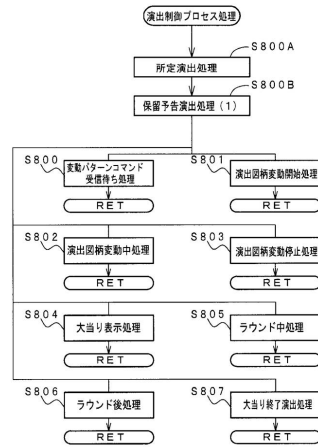 演出制御プロセス処理
S800A
所定演出処理
S800B
保留予告演出処理(1)
S800
変動パターンコマンド
受信待ち処理
RET
S801
演出図柄変動開始処理
RET
S802
演出図柄変動中処理
RET
S803
演出図柄変動停止処理
RET
S804
大当り表示処理
RET
S805
ラウンド中処理
RET
S806
ラウンド後処理
RET
S807
大当り終了演出処理
RET